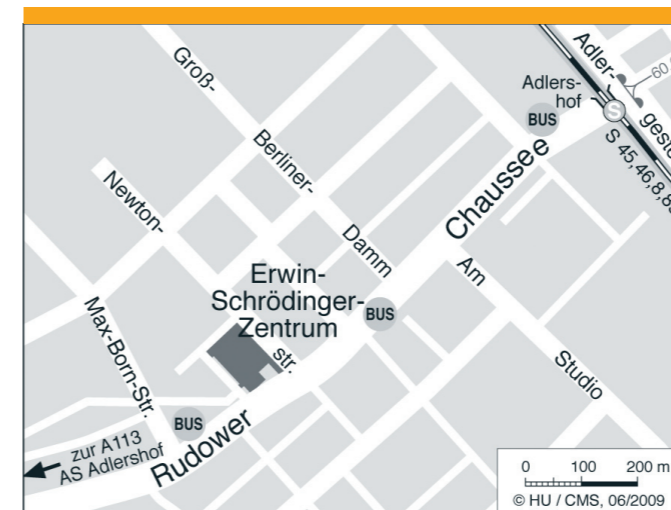 Groß-
Berliner-
Damm
Newton-
str.
Max-Born-Str.
Erwin-
Schrödinger-
Zentrum
Rudower
Chaussee
Am
Studio
Adlers-
hof
Adler-
S
S 45,46,8,
BUS
BUS
BUS
zur A113
AS Adlershof
0 100 200 m
© HU / CMS, 06/2009